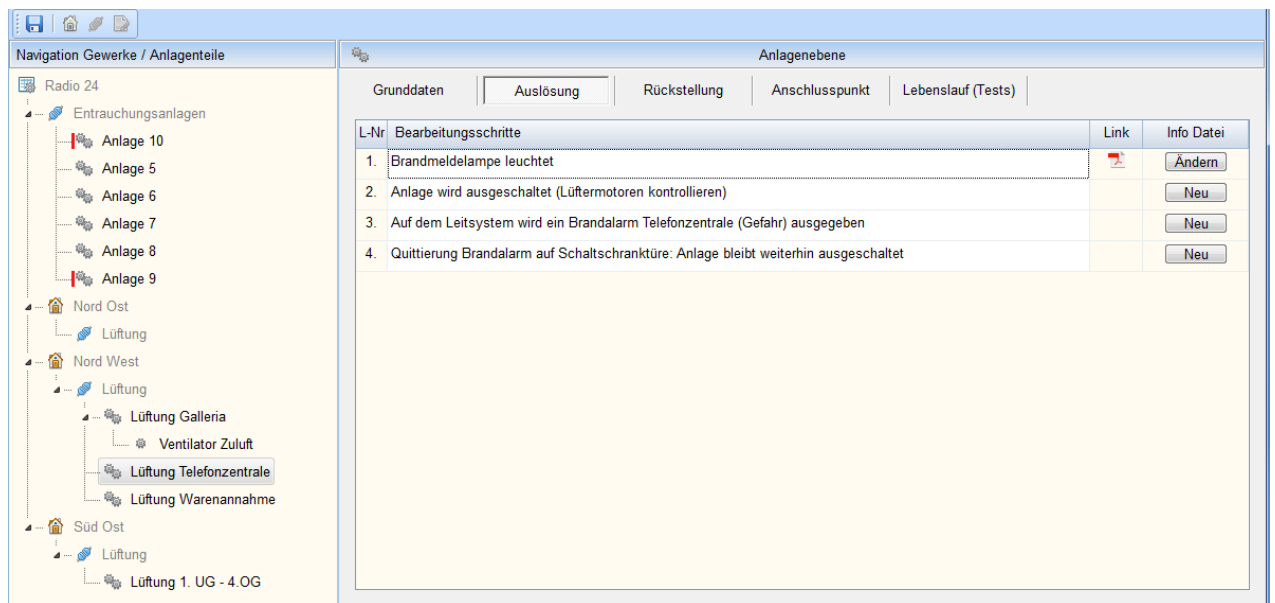 Navigation Gewerke / Anlagenteile
Radio 24
Entrauchungsanlagen
Anlage 10
Anlage 5
Anlage 6
Anlage 7
Anlage 8
Anlage 9
Nord Ost
Lüftung
Nord West
Lüftung
Lüftung Galleria
Ventilator Zuluft
Lüftung Telefonzentrale
Lüftung Warenannahme
Süd Ost
Lüftung
Lüftung 1. UG - 4.OG
Anlagenebene
Grunddaten Auslösung Rückstellung Anschlusspunkt Lebenslauf (Tests)
L-Nr Bearbeitungsschritte Link Info Datei
1. Brandmeldelampe leuchtet Ändern
2. Anlage wird ausgeschaltet (Lüftermotoren kontrollieren) Neu
3. Auf dem Leitsystem wird ein Brandalarm Telefonzentrale (Gefahr) ausgegeben Neu
4. Quittierung Brandalarm auf Schaltschranktüre: Anlage bleibt weiterhin ausgeschaltet Neu